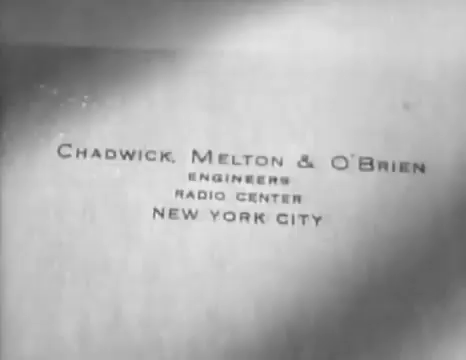 CHADWICK, MELTON & O'BRIEN
ENGINEERS
RADIO CENTER
NEW YORK CITY